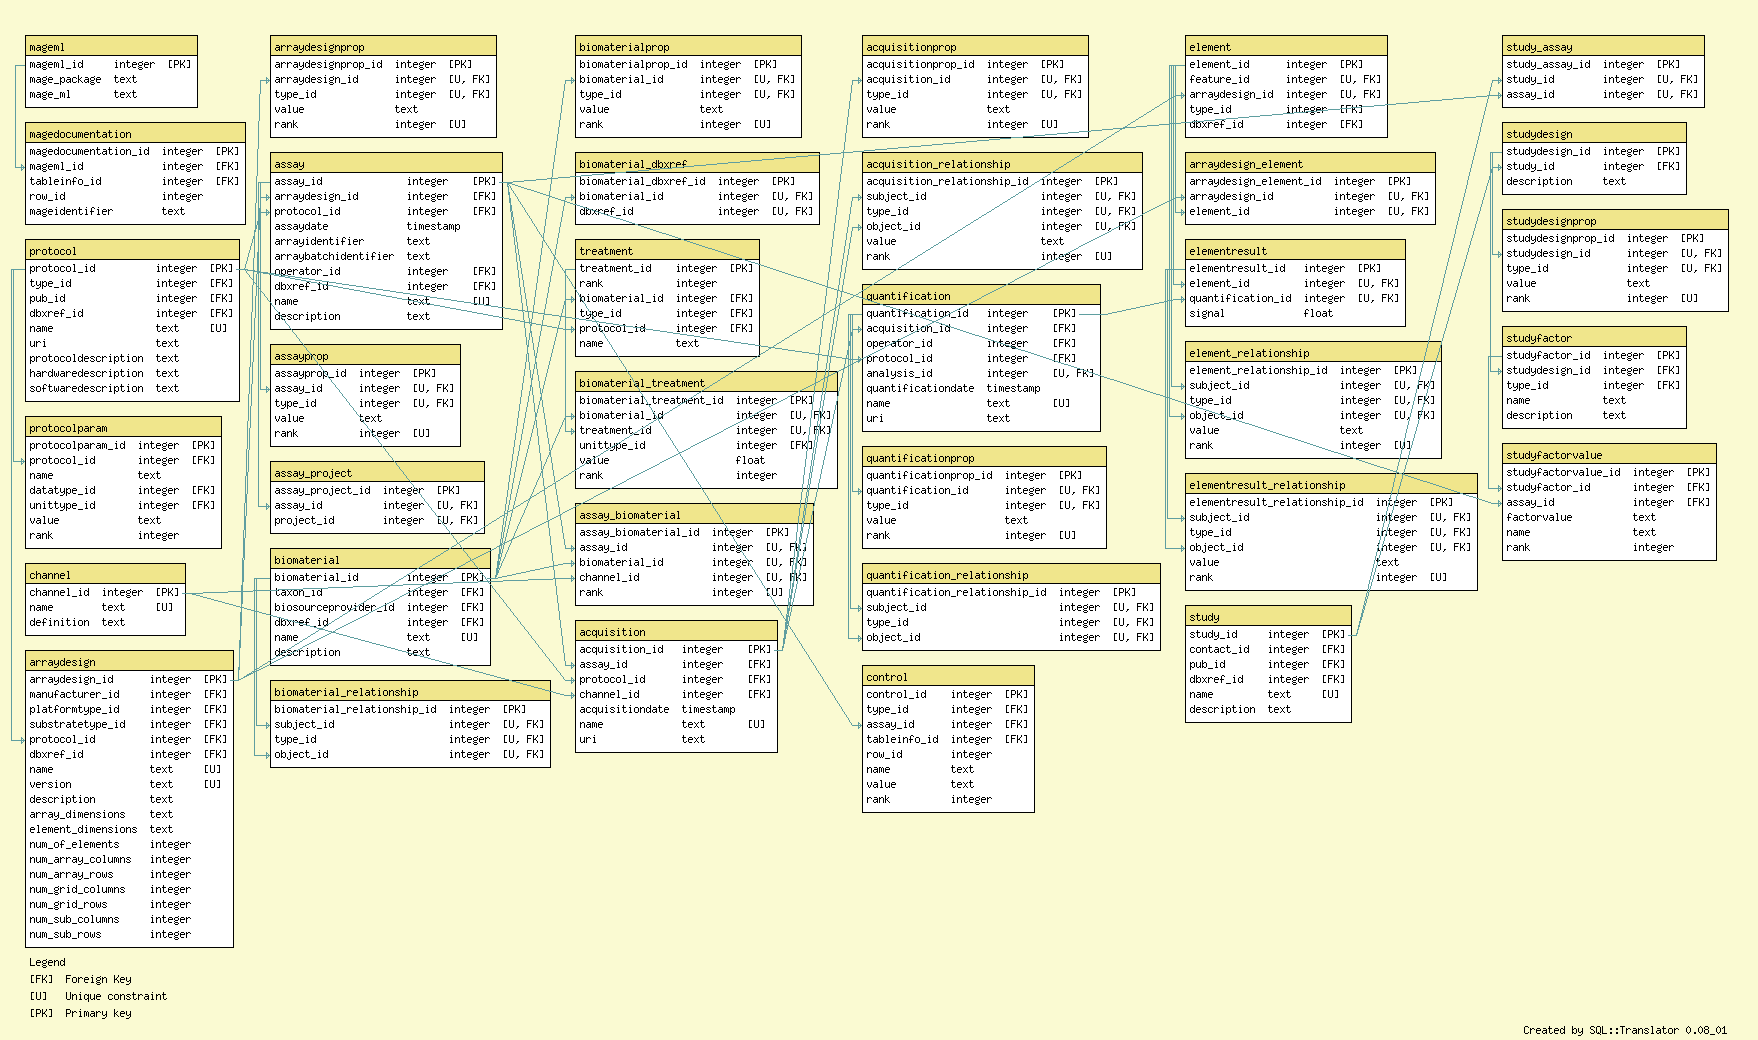 mageml
mageml_id integer [PK]
mage_package text
mage_ml text
magedocumentation
magedocumentation_id integer [PK]
mageml_id integer [FK]
tableinfo_id integer [FK]
row_id integer
mageidentifier text
protocol
protocol_id integer [PK]
type_id integer [FK]
pub_id integer [FK]
dbxref_id integer [FK]
name text [U]
uri text
protocoldescription text
hardwaredescription text
softwaredescription text
protocolparam
protocolparam_id integer [PK]
protocol_id integer [FK]
name text
datatype_id integer [FK]
unittype_id integer [FK]
value text
rank integer
channel
channel_id integer [PK]
name text [U]
definition text
arraydesign
arraydesign_id integer [PK]
manufacturer_id integer [FK]
platformtype_id integer [FK]
substratetype_id integer [FK]
protocol_id integer [FK]
dbxref_id integer [FK]
name text [U]
version text [U]
description text
array_dimensions text
element_dimensions text
num_of_elements integer
num_array_columns integer
num_array_rows integer
num_grid_columns integer
num_grid_rows integer
num_sub_columns integer
num_sub_rows integer
Legend
[FK] Foreign Key
[U] Unique constraint
[PK] Primary key
arraydesignprop
arraydesignprop_id integer [PK]
arraydesign_id integer [U, FK]
type_id integer [U, FK]
value text
rank integer [U]
assay
assay_id integer [PK]
arraydesign_id integer [FK]
protocol_id integer [FK]
assaydate timestamp
arrayidentifier text
arraybatchidentifier text
operator_id integer [FK]
dbxref_id integer [FK]
name text [U]
description text
assayprop
assayprop_id integer [PK]
assay_id integer [U, FK]
type_id integer [U, FK]
value text
rank integer [U]
assay_project
assay_project_id integer [PK]
assay_id integer [U, FK]
project_id integer [U, FK]
biomaterial
biomaterial_id integer [PK]
taxon_id integer [FK]
biosourceprovider_id integer [FK]
dbxref_id integer [FK]
name text [U]
description text
biomaterial_relationship
biomaterial_relationship_id integer [PK]
subject_id integer [U, FK]
type_id integer [U, FK]
object_id integer [U, FK]
biomaterialprop
biomaterialprop_id integer [PK]
biomaterial_id integer [U, FK]
type_id integer [U, FK]
value text
rank integer [U]
biomaterial_dbxref
biomaterial_dbxref_id integer [PK]
biomaterial_id integer [U, FK]
dbxref_id integer [U, FK]
treatment
treatment_id integer [PK]
rank integer
biomaterial_id integer [FK]
type_id integer [FK]
protocol_id integer [FK]
name text
biomaterial_treatment
biomaterial_treatment_id integer [PK]
biomaterial_id integer [U, FK]
treatment_id integer [U, FK]
unittype_id integer [FK]
value float
rank integer
assay_biomaterial
assay_biomaterial_id integer [PK]
assay_id integer [U, FK]
biomaterial_id integer [U, FK]
channel_id integer [U, FK]
rank integer [U]
acquisition
acquisition_id integer [PK]
assay_id integer [FK]
protocol_id integer [FK]
channel_id integer [FK]
acquisitiondate timestamp
name text [U]
uri text
acquisitionprop
acquisitionprop_id integer [PK]
acquisition_id integer [U, FK]
type_id integer [U, FK]
value text
rank integer [U]
acquisition_relationship
acquisition_relationship_id integer [PK]
subject_id integer [U, FK]
type_id integer [U, FK]
object_id integer [U, FK]
value text
rank integer [U]
quantification
quantification_id integer [PK]
acquisition_id integer [FK]
operator_id integer [FK]
protocol_id integer [FK]
analysis_id integer [U, FK]
quantificationdate timestamp
name text [U]
uri text
quantificationprop
quantificationprop_id integer [PK]
quantification_id integer [U, FK]
type_id integer [U, FK]
value text
rank integer [U]
quantification_relationship
quantification_relationship_id integer [PK]
subject_id integer [U, FK]
type_id integer [U, FK]
object_id integer [U, FK]
control
control_id integer [PK]
type_id integer [FK]
assay_id integer [FK]
tableinfo_id integer [FK]
row_id integer
name text
value text
rank integer
element
element_id integer [PK]
feature_id integer [U, FK]
arraydesign_id integer [U, FK]
type_id integer [FK]
dbxref_id integer [FK]
arraydesign_element
arraydesign_element_id integer [PK]
arraydesign_id integer [U, FK]
element_id integer [U, FK]
elementresult
elementresult_id integer [PK]
element_id integer [U, FK]
quantification_id integer [U, FK]
signal float
element_relationship
element_relationship_id integer [PK]
subject_id integer [U, FK]
type_id integer [U, FK]
object_id integer [U, FK]
value text
rank integer [U]
elementresult_relationship
elementresult_relationship_id integer [PK]
subject_id integer [U, FK]
type_id integer [U, FK]
object_id integer [U, FK]
value text
rank integer [U]
study
study_id integer [PK]
contact_id integer [FK]
pub_id integer [FK]
dbxref_id integer [FK]
name text [U]
description text
study_assay
study_assay_id integer [PK]
study_id integer [U, FK]
assay_id integer [U, FK]
studydesign
studydesign_id integer [PK]
study_id integer [FK]
description text
studydesignprop
studydesignprop_id integer [PK]
studydesign_id integer [U, FK]
type_id integer [U, FK]
value text
rank integer [U]
studyfactor
studyfactor_id integer [PK]
studydesign_id integer [FK]
type_id integer [FK]
name text
description text
studyfactorvalue
studyfactorvalue_id integer [PK]
studyfactor_id integer [FK]
assay_id integer [FK]
factorvalue text
name text
rank integer
Created by SQL::Translator 0.08_01